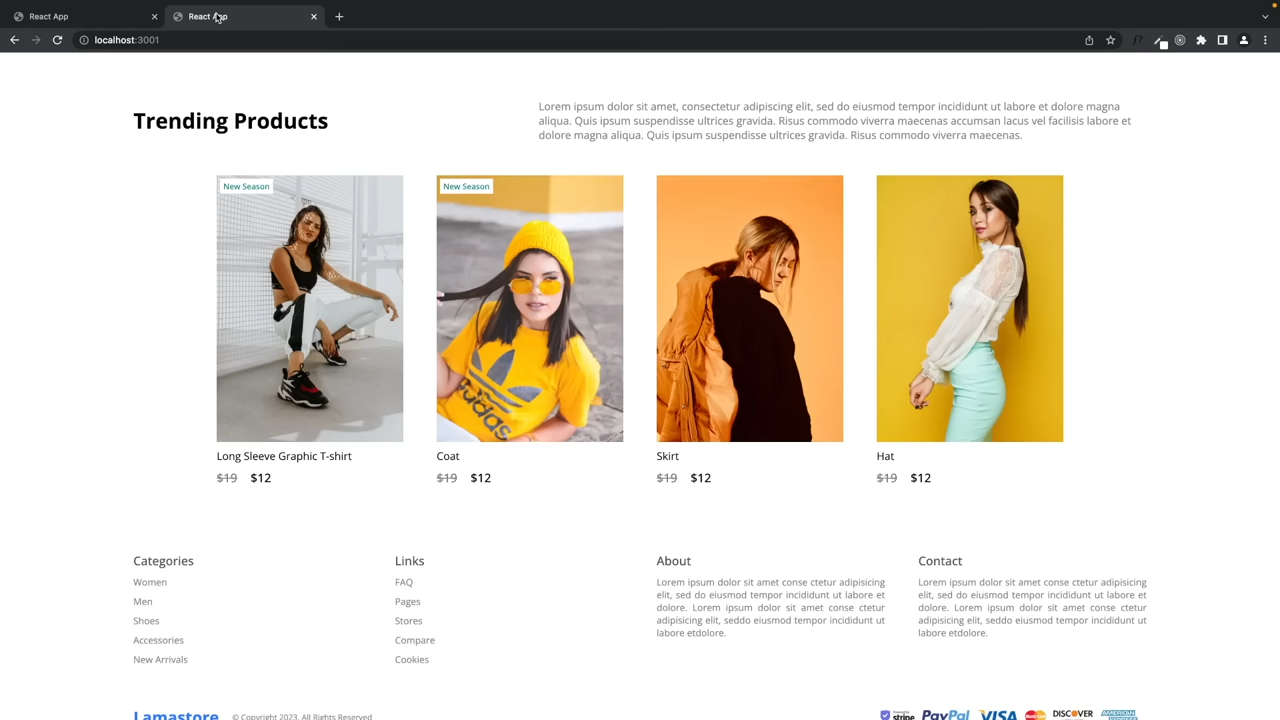 React App
React App
localhost:3001
Trending Products
Lorem ipsum dolor sit amet, consectetur adipiscing elit, sed do eiusmod tempor incididunt ut labore et dolore magna
aliqua. Quis ipsum suspendisse ultrices gravida. Risus commodo viverra maecenas accumsan lacus vel facilisis labore et
dolore magna aliqua. Quis ipsum suspendisse ultrices gravida. Risus commodo viverra maecenas.
New Season
New Season
adidas
Long Sleeve Graphic T-shirt
Coat
Skirt
Hat
$19 $12
$19 $12
$19 $12
$19 $12
Categories
Women
Men
Shoes
Accessories
New Arrivals
Links
FAQ
Pages
Stores
Compare
Cookies
About
Lorem ipsum dolor sit amet conse ctetur adipisicing
elit, sed do eiusmod tempor incididunt ut labore et
dolore. Lorem ipsum dolor sit amet conse ctetur
adipisicing elit, seddo eiusmod tempor incididunt ut
labore etdolore.
Contact
Lorem ipsum dolor sit amet conse ctetur adipisicing
elit, sed do eiusmod tempor incididunt ut labore et
dolore. Lorem ipsum dolor sit amet conse ctetur
adipisicing elit, seddo eiusmod tempor incididunt ut
labore etdolore.
Lamastore
© Copyright 2023. All Rights Reserved
Powered by
stripe
PayPal
VISA
DISCOVER
AMERICAN
EXPRESS